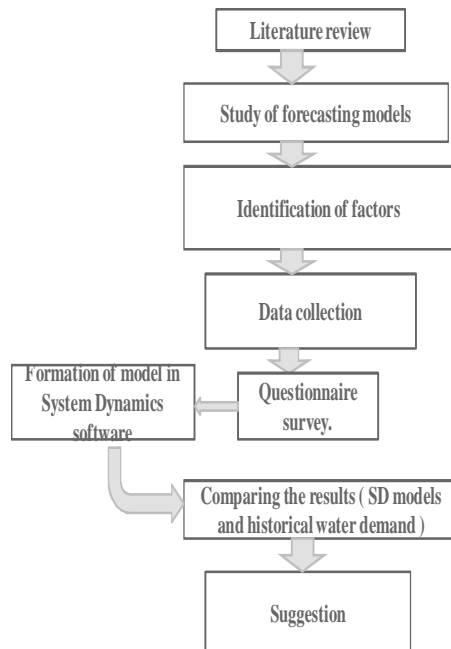 Literature review
Study of forecasting models
Identification of factors
Data collection
Questionnaire
survey.
Formation of model in
System Dynamics
software
Comparing the results ( SD models
and historical water demand )
Suggestion